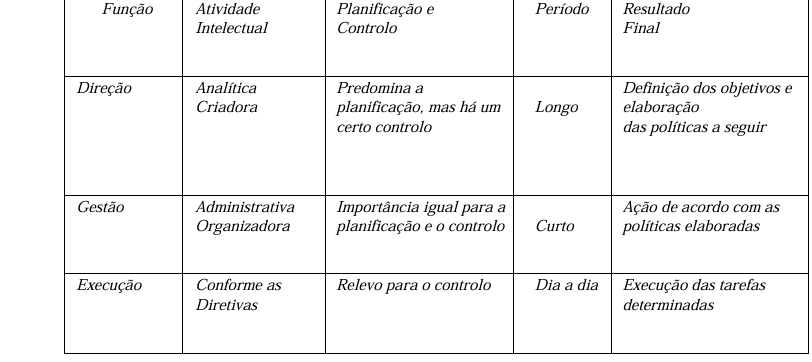 Função
Atividade
Intelectual
Planificação e
Controlo
Período
Resultado
Final
Direção
Analítica
Criadora
Predomina a
planificação, mas há um
certo controlo
Longo
Definição dos objetivos e
elaboração
das políticas a seguir
Gestão
Administrativa
Organizadora
Importância igual para a
planificação e o controlo
Curto
Ação de acordo com as
políticas elaboradas
Execução
Conforme as
Diretivas
Relevo para o controlo
Dia a dia
Execução das tarefas
determinadas